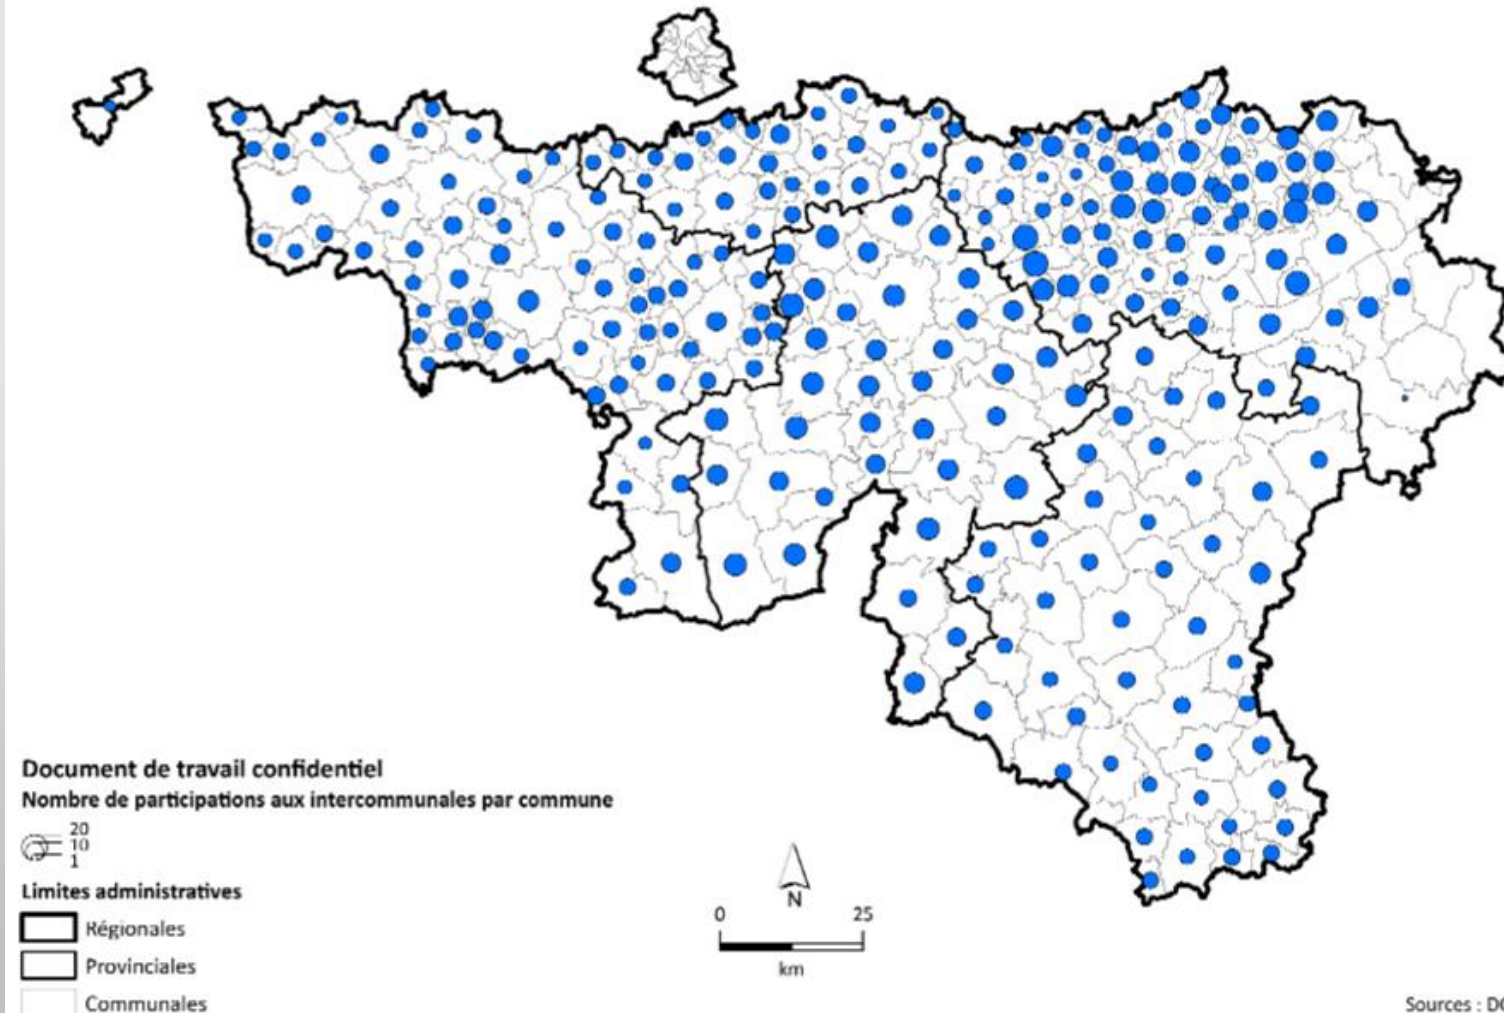 Document de travail confidentiel
Nombre de participations aux intercommunales par commune
20
10
1
Limites administratives
Régionales
Provinciales
Communales
N
0 25
km
Sources : DG